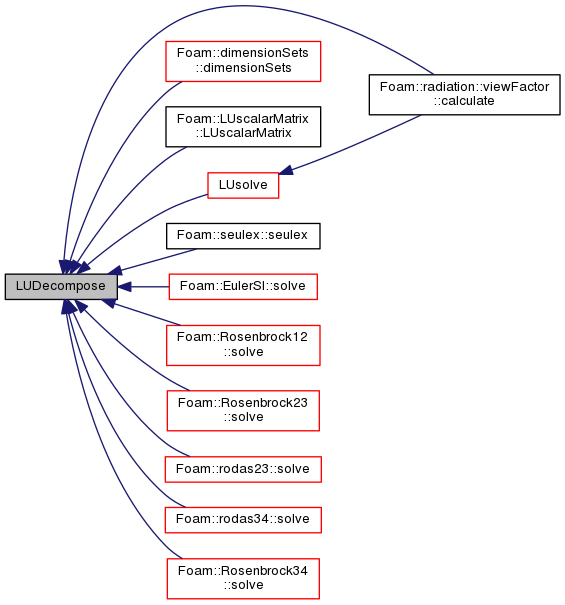 Foam::dimensionSets
::dimensionSets
Foam::radiation::viewFactor
::calculate
Foam::LUscalarMatrix
::LUscalarMatrix
LUsolve
Foam::seulex::seulex
LUDecompose
Foam::EulerSI::solve
Foam::Rosenbrock12
::solve
Foam::Rosenbrock23
::solve
Foam::rodas23::solve
Foam::rodas34::solve
Foam::Rosenbrock34
::solve